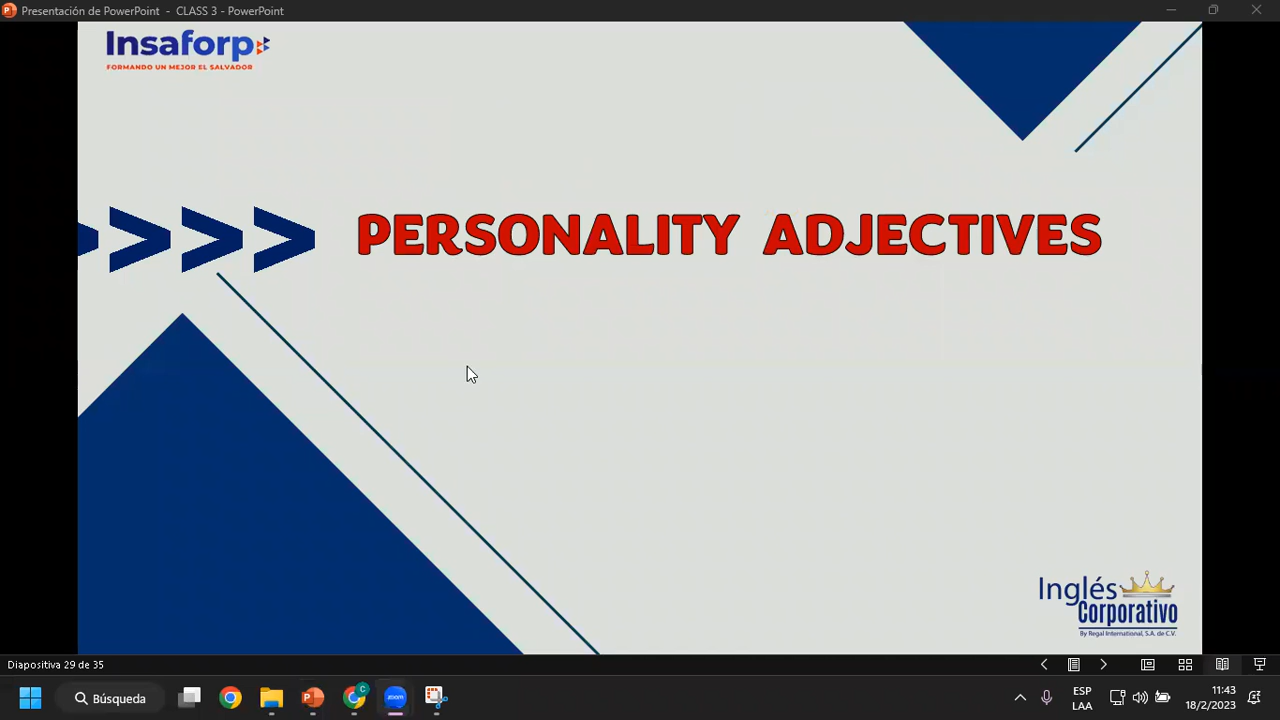 Presentación de PowerPoint - CLASS 3 - PowerPoint
Insaforp
FORMANDO UN MEJOR EL SALVADOR
>>>> PERSONALITY ADJECTIVES
Inglés
Corporativo
By Regal International, S.A. de C.V.
Diapositiva 29 de 35
Búsqueda
zoom
C
ESP
LAA
11:43
18/2/2023